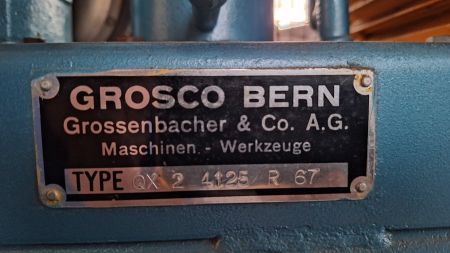 GROSCO BERN
Grossenbacher & Co. A.G.
Maschinen - Werkzeuge
TYPE QX 2 4125 / R 67